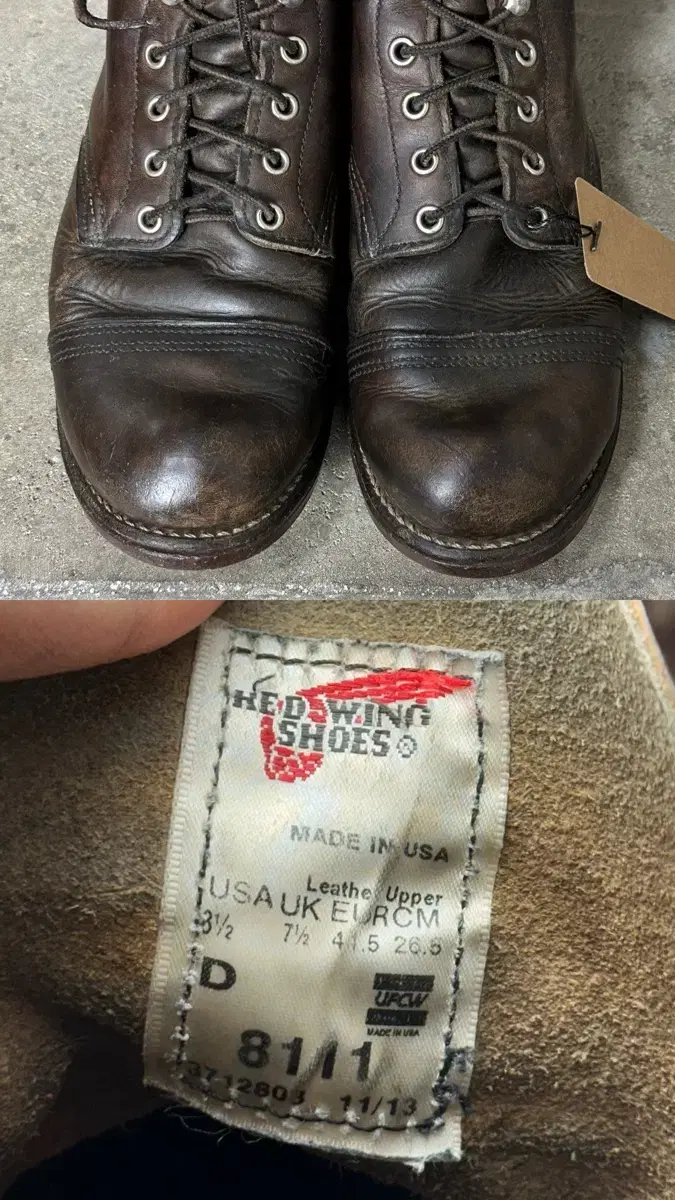 RED WING
SHOES®
MADE IN USA
Leather Upper
USA UK EUR CM
8½ 7½ 41.5 26.5
D
UFCW
MADE IN USA
8111
11/13